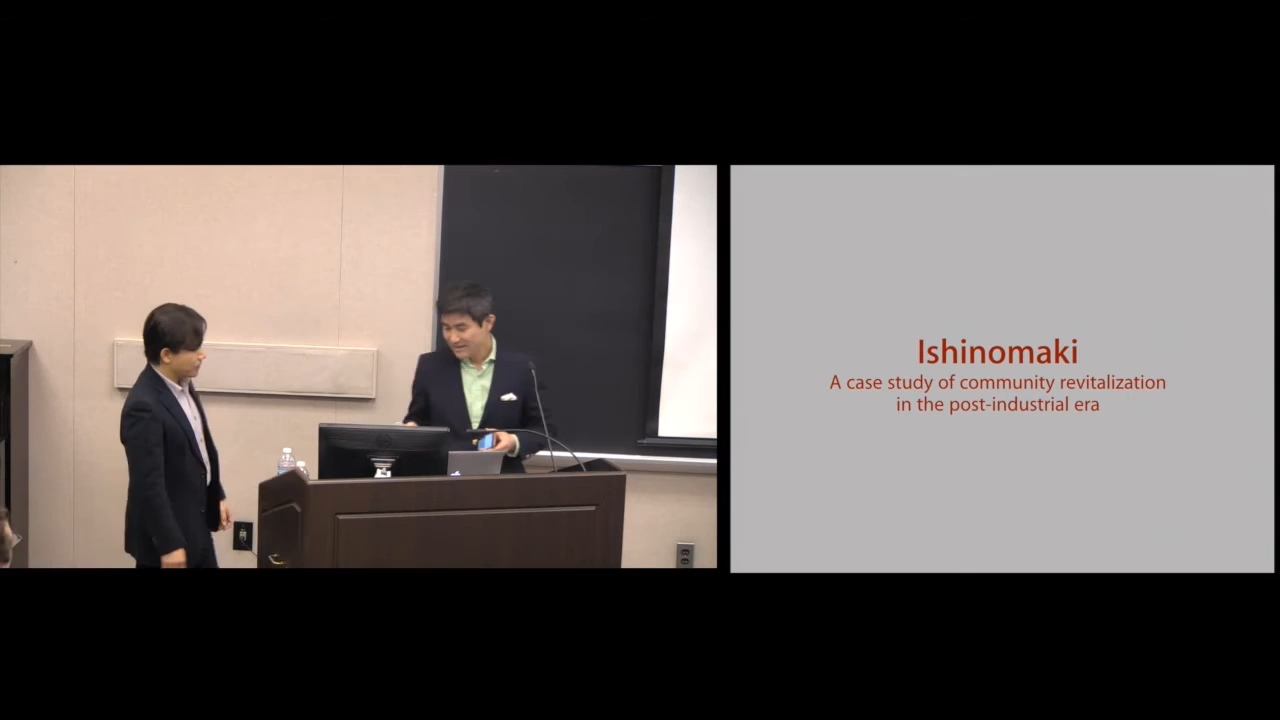 Ishinomaki
A case study of community revitalization
in the post-industrial era